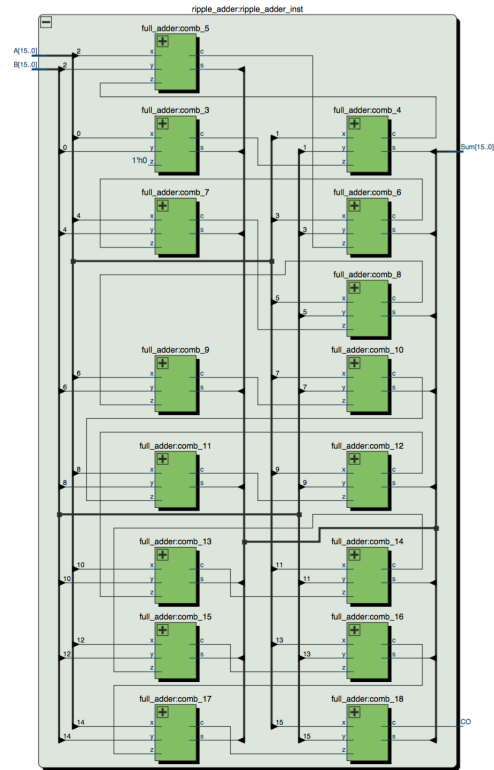 ripple_adder:ripple_adder_inst
full_adder:comb_5
A[15..0] 2 x c
B[15..0] 2 y s
z
full_adder:comb_3 full_adder:comb_4
0 x c 1 x c
0 y s 1 y s Sum[15..0]
1'h0 z z
full_adder:comb_7 full_adder:comb_6
4 x c 3 x c
4 y s 3 y s
z z
full_adder:comb_8
5 x c
5 y s
z
full_adder:comb_9 full_adder:comb_10
6 x c 7 x c
6 y s 7 y s
z z
full_adder:comb_11 full_adder:comb_12
8 x c 9 x c
8 y s 9 y s
z z
full_adder:comb_13 full_adder:comb_14
10 x c 11 x c
10 y s 11 y s
z z
full_adder:comb_15 full_adder:comb_16
12 x c 13 x c
12 y s 13 y s
z z
full_adder:comb_17 full_adder:comb_18
14 x c 15 x c CO
14 y s 15 y s
z z